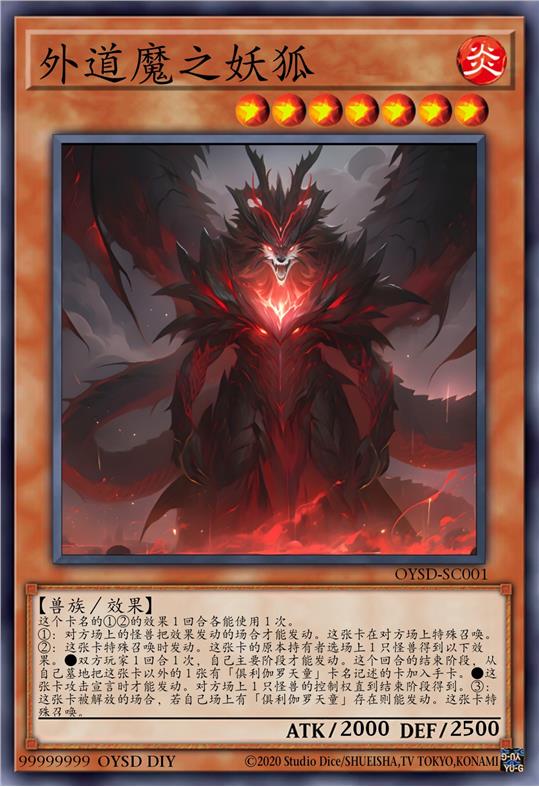 外道魔之妖狐
炎
OYSD-SC001
【兽族／效果】
这个卡名的①②的效果1回合各能使用1次。
①：对方场上的怪兽把效果发动的场合才能发动。这张卡在对方场上特殊召唤。
②：这张卡特殊召唤时发动。这张卡的原本持有者选场上1只怪兽得到以下效
果。●双方玩家1回合1次，自己主要阶段才能发动。这个回合的结束阶段，从
自己墓地把这张卡以外的1张有「俱利伽罗天童」卡名记述的卡加入手卡。●这
张卡攻击宣言时才能发动。对方场上1只怪兽的控制权直到结束阶段得到。③：
这张卡被解放的场合，若自己场上有「俱利伽罗天童」存在则能发动。这张卡特
殊召唤。
ATK/2000 DEF/2500
99999999 OYSD DIY ©2020 Studio Dice/SHUEISHA,TV TOKYO,KONAMI